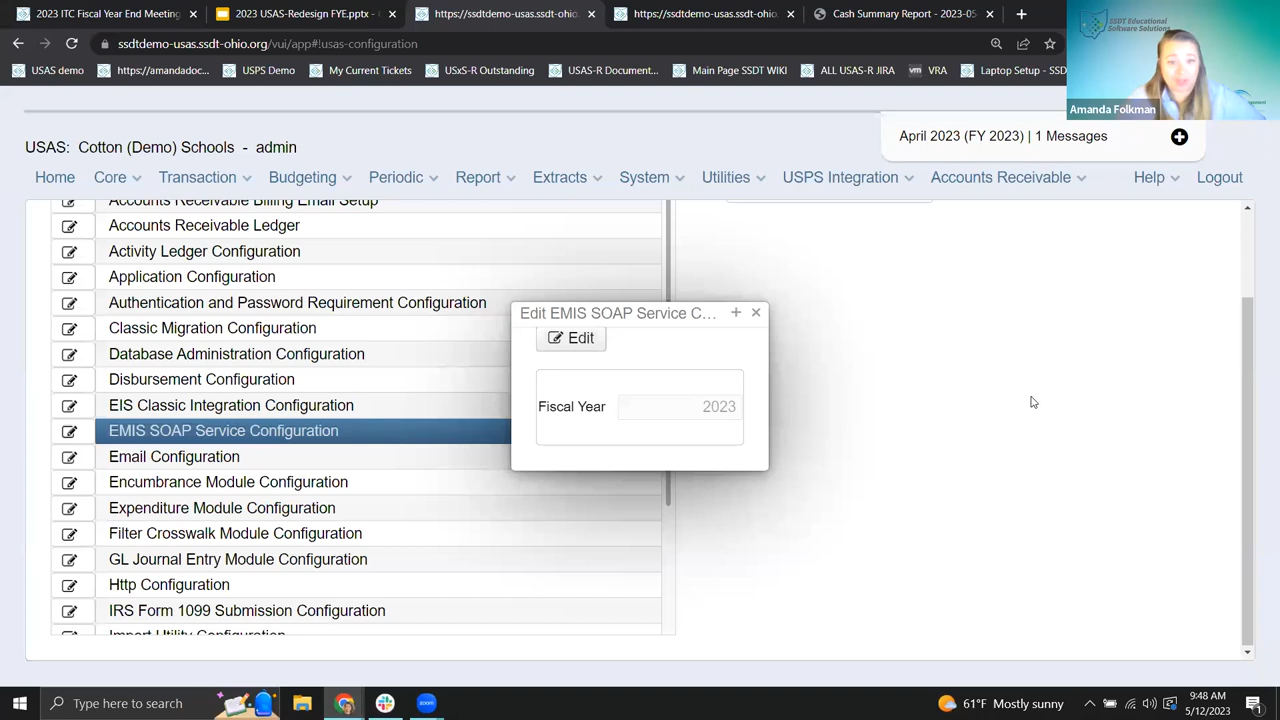 2023 ITC Fiscal Year End Meeting
2023 USAS-Redesign FYE.pptx -
https://ssdtdemo-usas.ssdt-ohio.
https://ssdtdemo-usas.ssdt-ohio.
Cash Summary Report - 2023-05
ssdtdemo-usas.ssdt-ohio.org/vui/app#!usas-configuration
USAS demo
https://amandadoc...
USPS Demo
My Current Tickets
USxS-R Outstanding
USAS-R Document...
Main Page SSDT WIKI
ALL USAS-R JIRA
vm
VRA
Laptop Setup - SSD
SSDT Educational
Software Solutions
Amanda Folkman
USAS: Cotton (Demo) Schools - admin
April 2023 (FY 2023) | 1 Messages
Home
Core
Transaction
Budgeting
Periodic
Report
Extracts
System
Utilities
USPS Integration
Accounts Receivable
Help
Logout
Accounts Receivable Billing Email Setup
Accounts Receivable Ledger
Activity Ledger Configuration
Application Configuration
Authentication and Password Requirement Configuration
Classic Migration Configuration
Database Administration Configuration
Disbursement Configuration
EIS Classic Integration Configuration
EMIS SOAP Service Configuration
Email Configuration
Encumbrance Module Configuration
Expenditure Module Configuration
Filter Crosswalk Module Configuration
GL Journal Entry Module Configuration
Http Configuration
IRS Form 1099 Submission Configuration
Import Utility Configuration
Edit EMIS SOAP Service C...
Edit
Fiscal Year 2023
Type here to search
61°F Mostly sunny
9:48 AM
5/12/2023
1